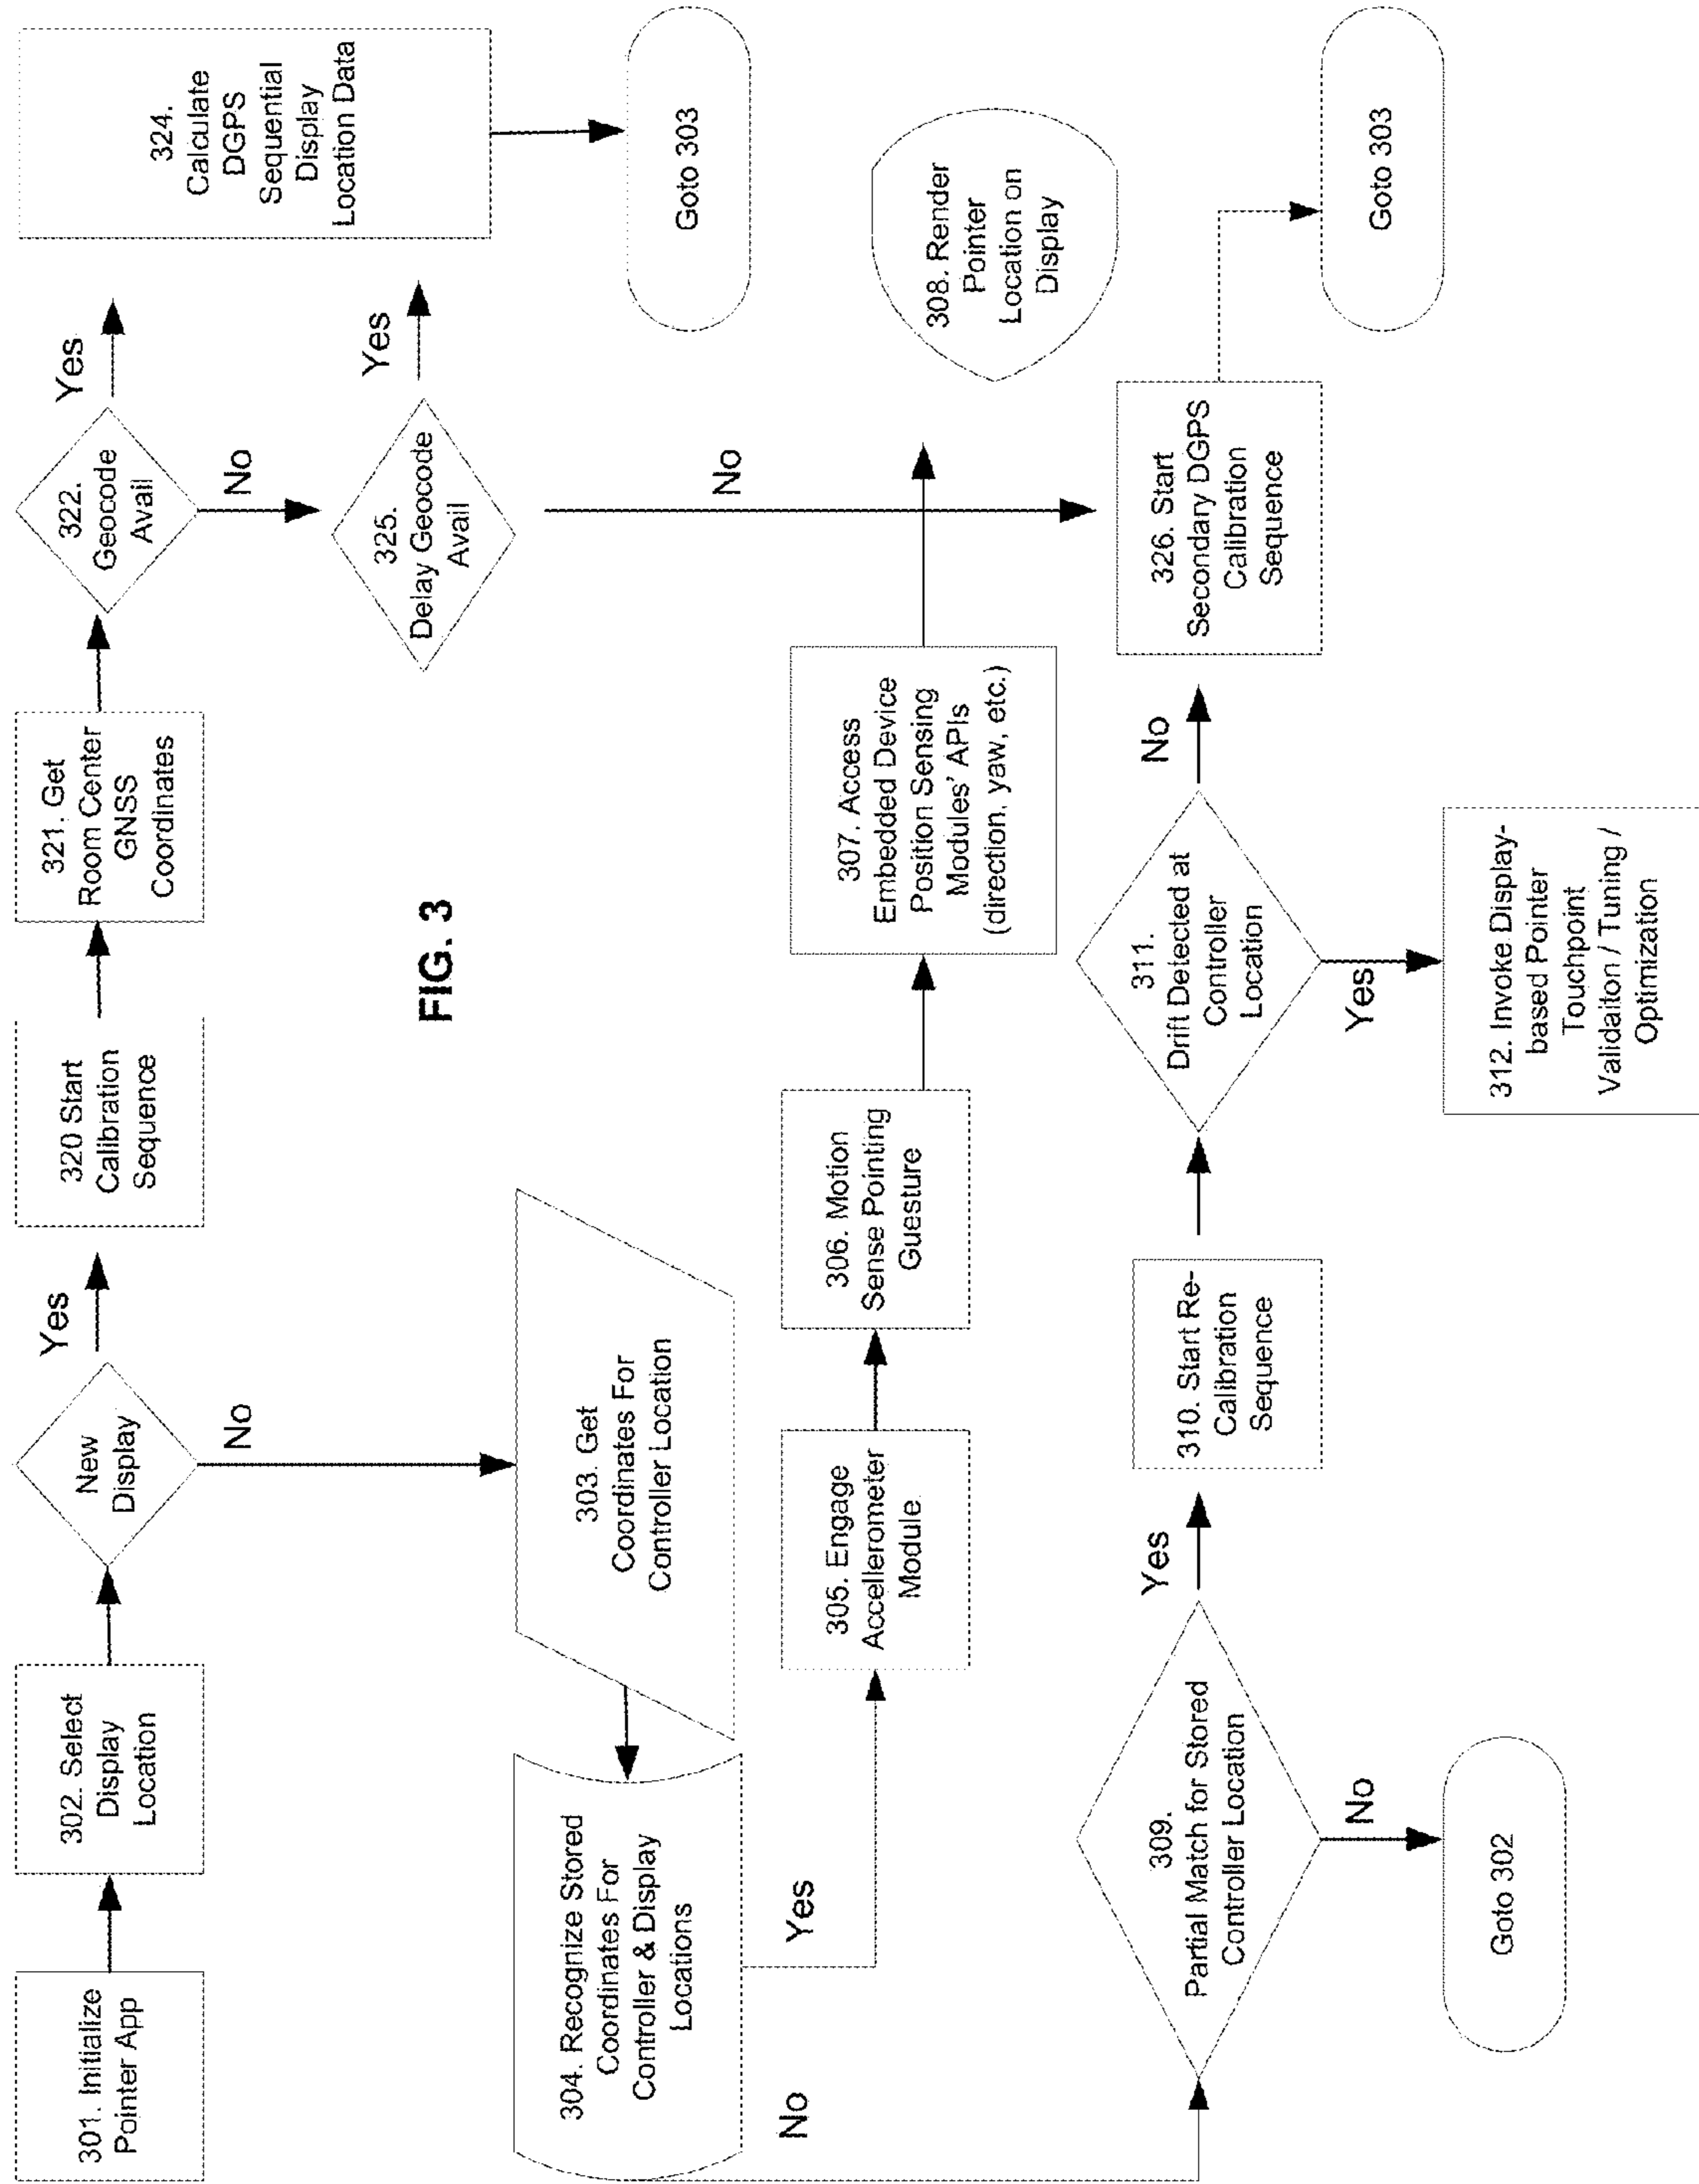 301. Initialize
Pointer App
302. Select
Display
Location
New
Display
Yes
No
320 Start
Calibration
Sequence
321. Get
Room Center
GNSS
Coordinates
322.
Geocode
Avail
Yes
No
324.
Calculate
DGPS
Sequential
Display
Location Data
325.
Delay Geocode
Avail
Yes
No
Goto 303
FIG. 3
303. Get
Coordinates For
Controller Location
304. Recognize Stored
Coordinates For
Controller & Display
Locations
Yes
No
305. Engage
Accellerometer
Module
306. Motion
Sense Pointing
Guesture
307. Access
Embedded Device
Position Sensing
Modules' APIs
(direction, yaw, etc.)
308. Render
Pointer
Location on
Display
309.
Partial Match for Stored
Controller Location
Yes
No
Goto 302
310. Start Re-
Calibration
Sequence
311.
Drift Detected at
Controller
Location
No
Yes
312. Invoke Display-
based Pointer
Touchpoint
Validaiton / Tuning /
Optimization
326. Start
Secondary DGPS
Calibration
Sequence
Goto 303